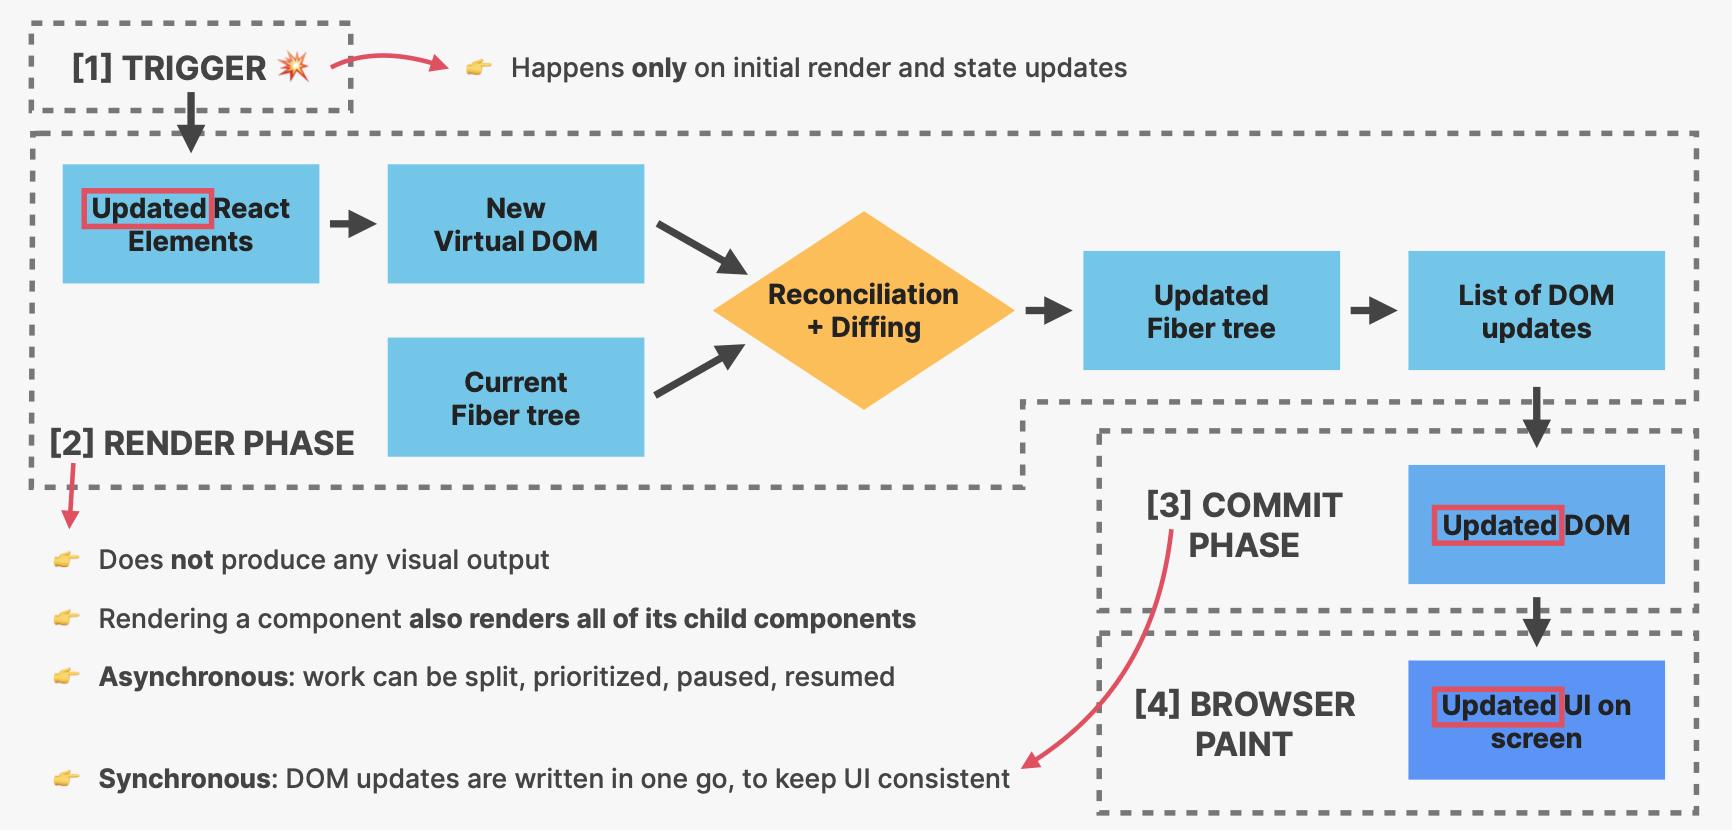 [1] TRIGGER 💥
👉 Happens only on initial render and state updates
Updated React
Elements
New
Virtual DOM
Current
Fiber tree
Reconciliation
+ Diffing
Updated
Fiber tree
List of DOM
updates
[2] RENDER PHASE
👉 Does not produce any visual output
👉 Rendering a component also renders all of its child components
👉 Asynchronous: work can be split, prioritized, paused, resumed
[3] COMMIT
PHASE
Updated DOM
👉 Synchronous: DOM updates are written in one go, to keep UI consistent
[4] BROWSER
PAINT
Updated UI on
screen